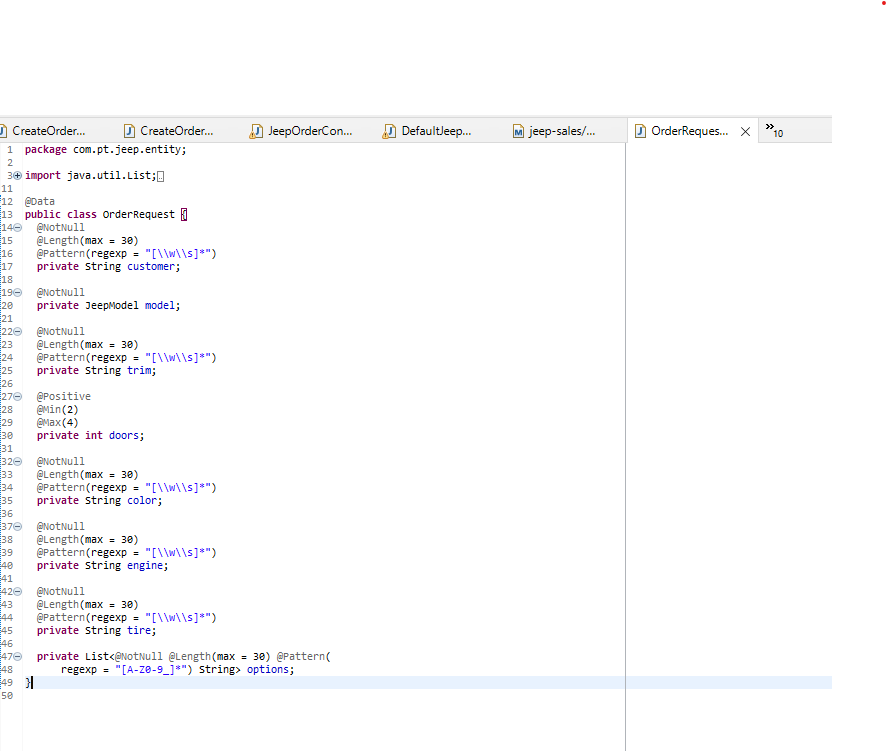 CreateOrder...
CreateOrder...
JeepOrderCon...
DefaultJeep...
jeep-sales/...
OrderReques...
»10
1 package com.pt.jeep.entity;
2
3 import java.util.List;
11
12 @Data
13 public class OrderRequest {
14 @NotNull
15 @Length(max = 30)
16 @Pattern(regexp = "[\\w\\s]*")
17 private String customer;
18
19 @NotNull
20 private JeepModel model;
21
22 @NotNull
23 @Length(max = 30)
24 @Pattern(regexp = "[\\w\\s]*")
25 private String trim;
26
27 @Positive
28 @Min(2)
29 @Max(4)
30 private int doors;
31
32 @NotNull
33 @Length(max = 30)
34 @Pattern(regexp = "[\\w\\s]*")
35 private String color;
36
37 @NotNull
38 @Length(max = 30)
39 @Pattern(regexp = "[\\w\\s]*")
40 private String engine;
41
42 @NotNull
43 @Length(max = 30)
44 @Pattern(regexp = "[\\w\\s]*")
45 private String tire;
46
47 private List<@NotNull @Length(max = 30) @Pattern(
48 regexp = "[A-Z0-9_]*") String> options;
49 }
50